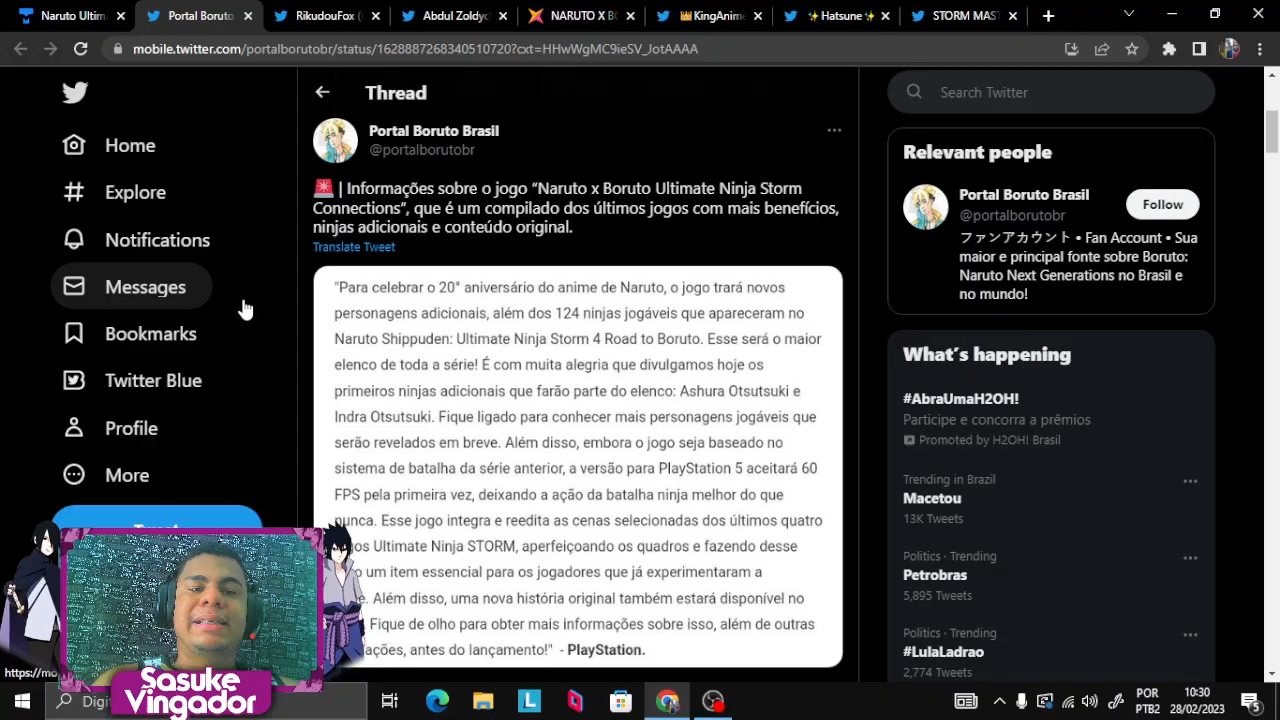 Naruto Ultima
Portal Boruto
RikudouFox (
Abdul Zoldyc
NARUTO X BO
KingAnime
Hatsune
STORM MAST
mobile.twitter.com/portalborutobr/status/1628887268340510720?cxt=HHwWgMC9ieSV_JotAAAA
Home
Explore
Notifications
Messages
Bookmarks
Twitter Blue
Profile
More
Tweet
Thread
Portal Boruto Brasil
@portalborutobr
🚨 | Informações sobre o jogo “Naruto x Boruto Ultimate Ninja Storm
Connections”, que é um compilado dos últimos jogos com mais benefícios,
ninjas adicionais e conteúdo original.
Translate Tweet
"Para celebrar o 20° aniversário do anime de Naruto, o jogo trará novos
personagens adicionais, além dos 124 ninjas jogáveis que apareceram no
Naruto Shippuden: Ultimate Ninja Storm 4 Road to Boruto. Esse será o maior
elenco de toda a série! É com muita alegria que divulgamos hoje os
primeiros ninjas adicionais que farão parte do elenco: Ashura Otsutsuki e
Indra Otsutsuki. Fique ligado para conhecer mais personagens jogáveis que
serão revelados em breve. Além disso, embora o jogo seja baseado no
sistema de batalha da série anterior, a versão para PlayStation 5 aceitará 60
FPS pela primeira vez, deixando a ação da batalha ninja melhor do que
nunca. Esse jogo integra e reedita as cenas selecionadas dos últimos quatro
Ultimate Ninja STORM, aperfeiçoando os quadros e fazendo desse
um item essencial para os jogadores que já experimentaram a
Além disso, uma nova história original também estará disponível no
Fique de olho para obter mais informações sobre isso, além de outras
ações, antes do lançamento!" - PlayStation.
Search Twitter
Relevant people
Portal Boruto Brasil
@portalborutobr
Follow
ファンアカウント • Fan Account • Sua
maior e principal fonte sobre Boruto:
Naruto Next Generations no Brasil e
no mundo!
What's happening
#AbraUmaH2OH!
Participe e concorra a prêmios
Promoted by H2OH! Brasil
Trending in Brazil
Macetou
13K Tweets
Politics · Trending
Petrobras
5,895 Tweets
Politics · Trending
#LulaLadrao
2,774 Tweets
https://mo
Sasuke
Vingador
Digi
POR
PTB2
10:30
28/02/2023
5